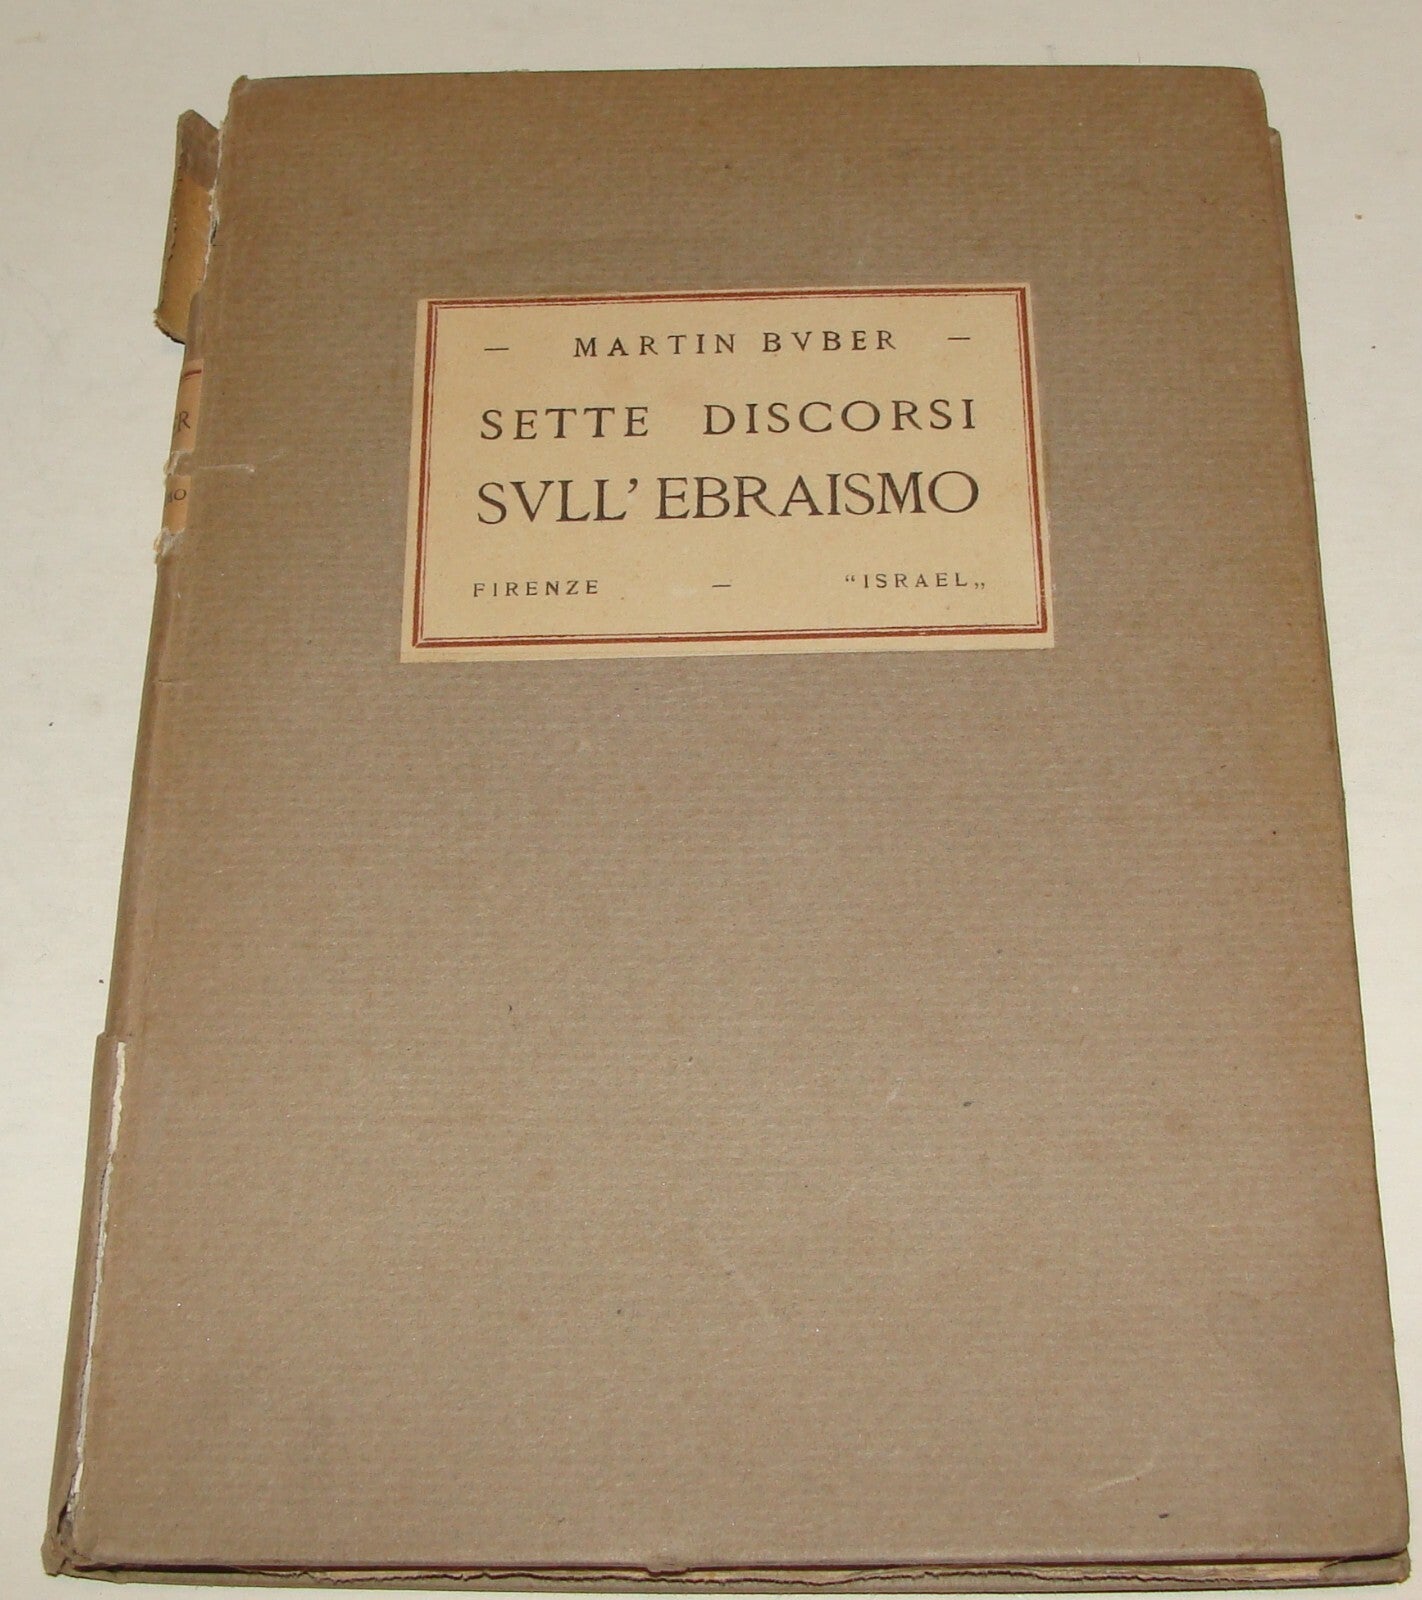 — MARTIN BVBER —
SETTE DISCORSI
SVLL' EBRAISMO
FIRENZE — “ISRAEL„